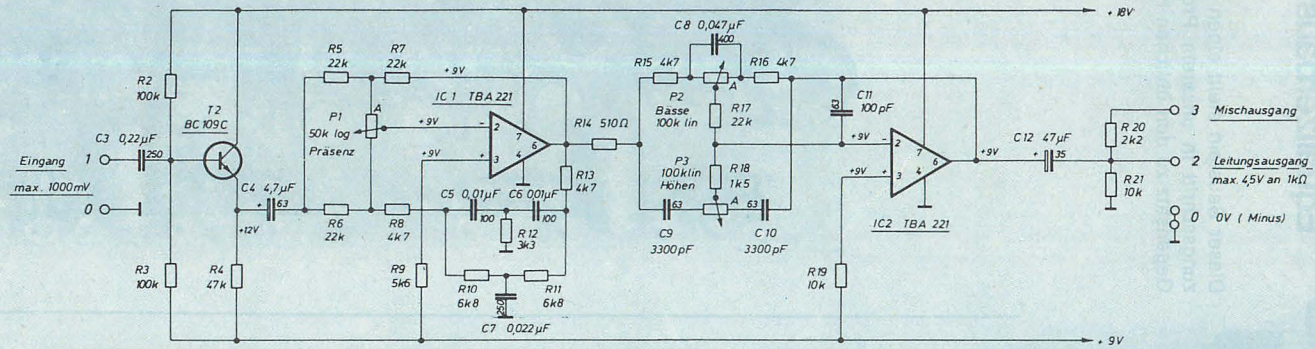 + 18V
R2
100k
C3 0,22µF
250
T2
BC 109C
Eingang
max. 1000mV
1
0
C4 4,7µF
+
63
+12V
R3
100k
R4
47k
R5
22k
R7
22k
A
P1
50k log
Präsenz
R6
22k
R8
4k7
R9
5k6
+9V
IC 1 TBA 221
+9V
+9V
-
+
2
3
7
4
6
C5 0,01µF
100
C6 0,01µF
100
R12
3k3
R10
6k8
R11
6k8
250
C7 0,022µF
R13
4k7
R14 510Ω
C8 0,047µF
400
R15 4k7
R16 4k7
A
P2
Bässe
100k lin
R17
22k
P3
100klin
Höhen
R18
1k5
A
63
C9
3300pF
63
C 10
3300pF
63
C11
100 pF
+9V
+9V
-
+
2
3
7
4
6
IC2 TBA 221
R19
10k
+9V
C12 47µF
+
35
R 20
2k2
R21
10k
3 Mischausgang
2 Leitungsausgang
max. 4,5V an 1kΩ
0 0V ( Minus)
+ 9V